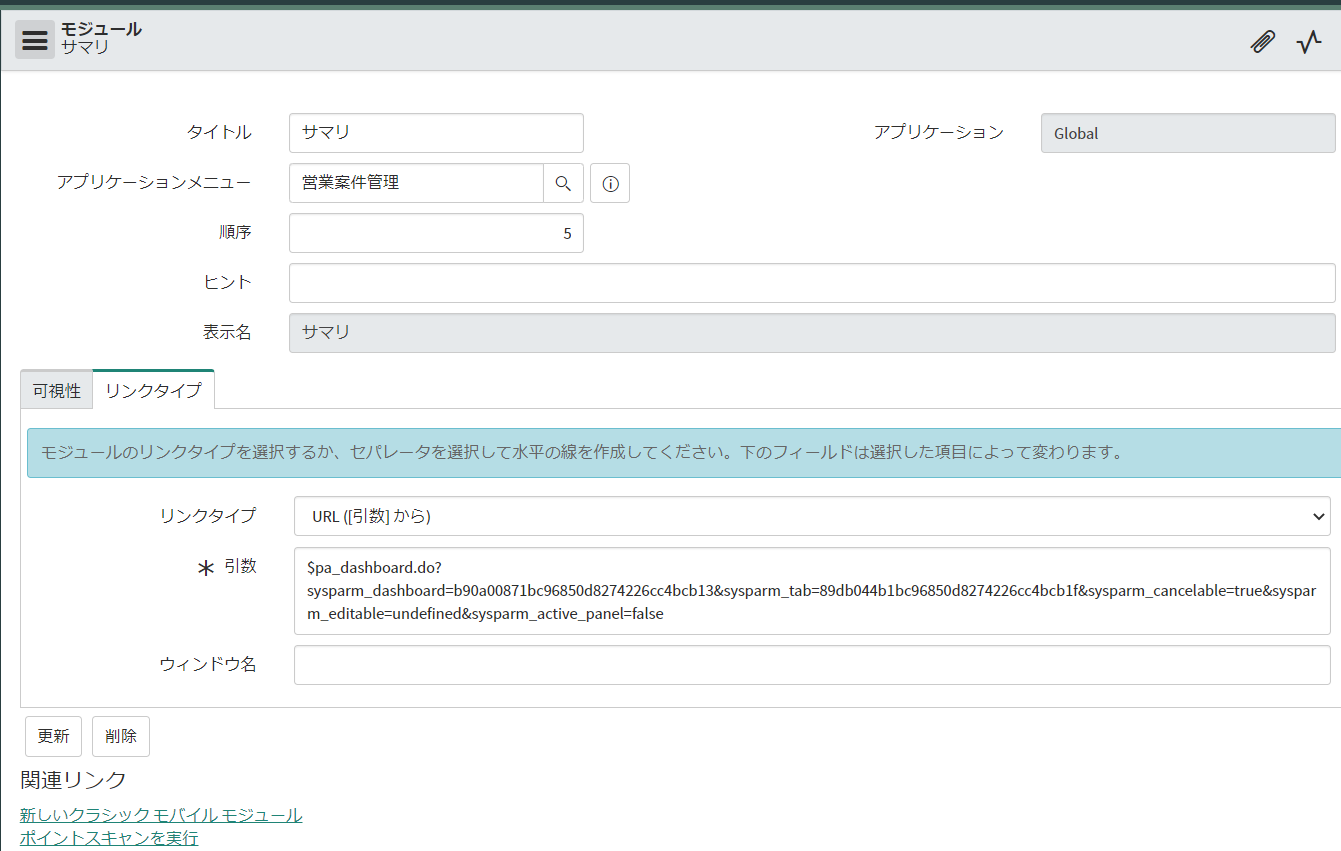 モジュール
サマリ
タイトル サマリ アプリケーション Global
アプリケーションメニュー 営業案件管理
順序 5
ヒント
表示名 サマリ
可視性 リンクタイプ
モジュールのリンクタイプを選択するか、セパレータを選択して水平の線を作成してください。下のフィールドは選択した項目によって変わります。
リンクタイプ URL ([引数] から)
引数 $pa_dashboard.do?
sysparm_dashboard=b90a00871bc96850d8274226cc4bcb13&sysparm_tab=89db044b1bc96850d8274226cc4bcb1f&sysparm_cancelable=true&syspar
m_editable=undefined&sysparm_active_panel=false
ウィンドウ名
更新 削除
関連リンク
新しいクラシック モバイル モジュール
ポイントスキャンを実行